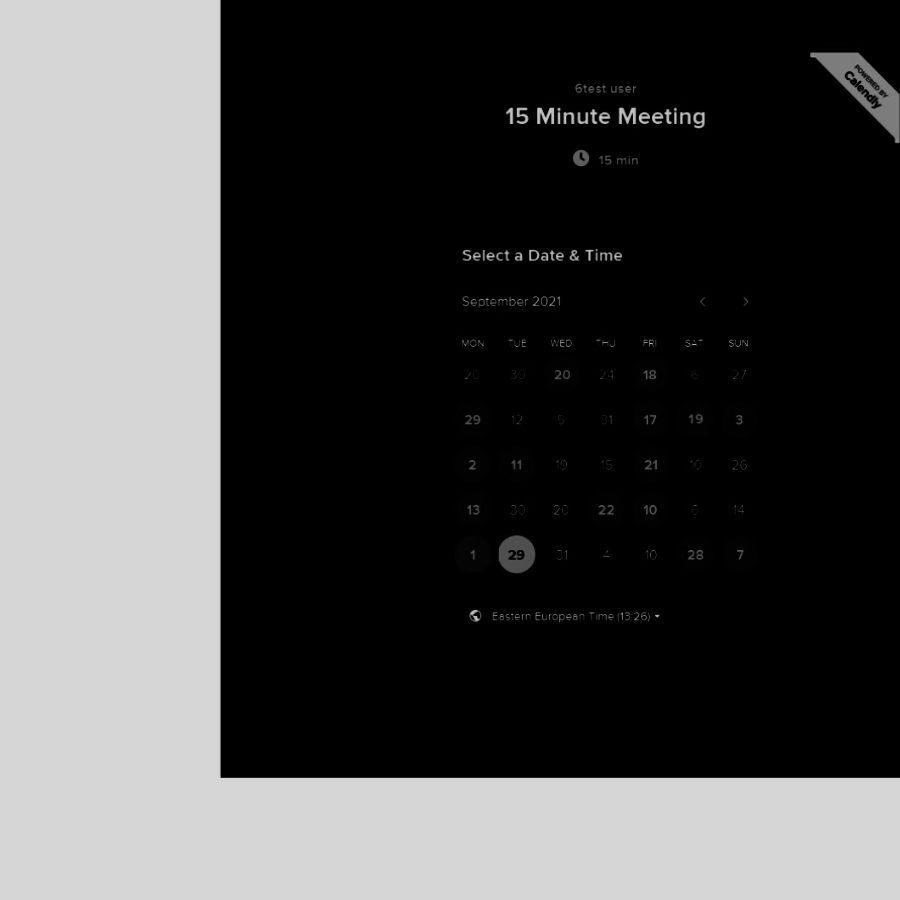 POWERED BY
Calendly
6test user
15 Minute Meeting
15 min
Select a Date & Time
September 2021
MON TUE WED THU FRI SAT SUN
20 30 20 24 18 6 27
29 12 5 31 17 19 3
2 11 19 15 21 10 26
13 30 20 22 10 6 14
1 29 31 4 10 28 7
Eastern European Time (13:26)